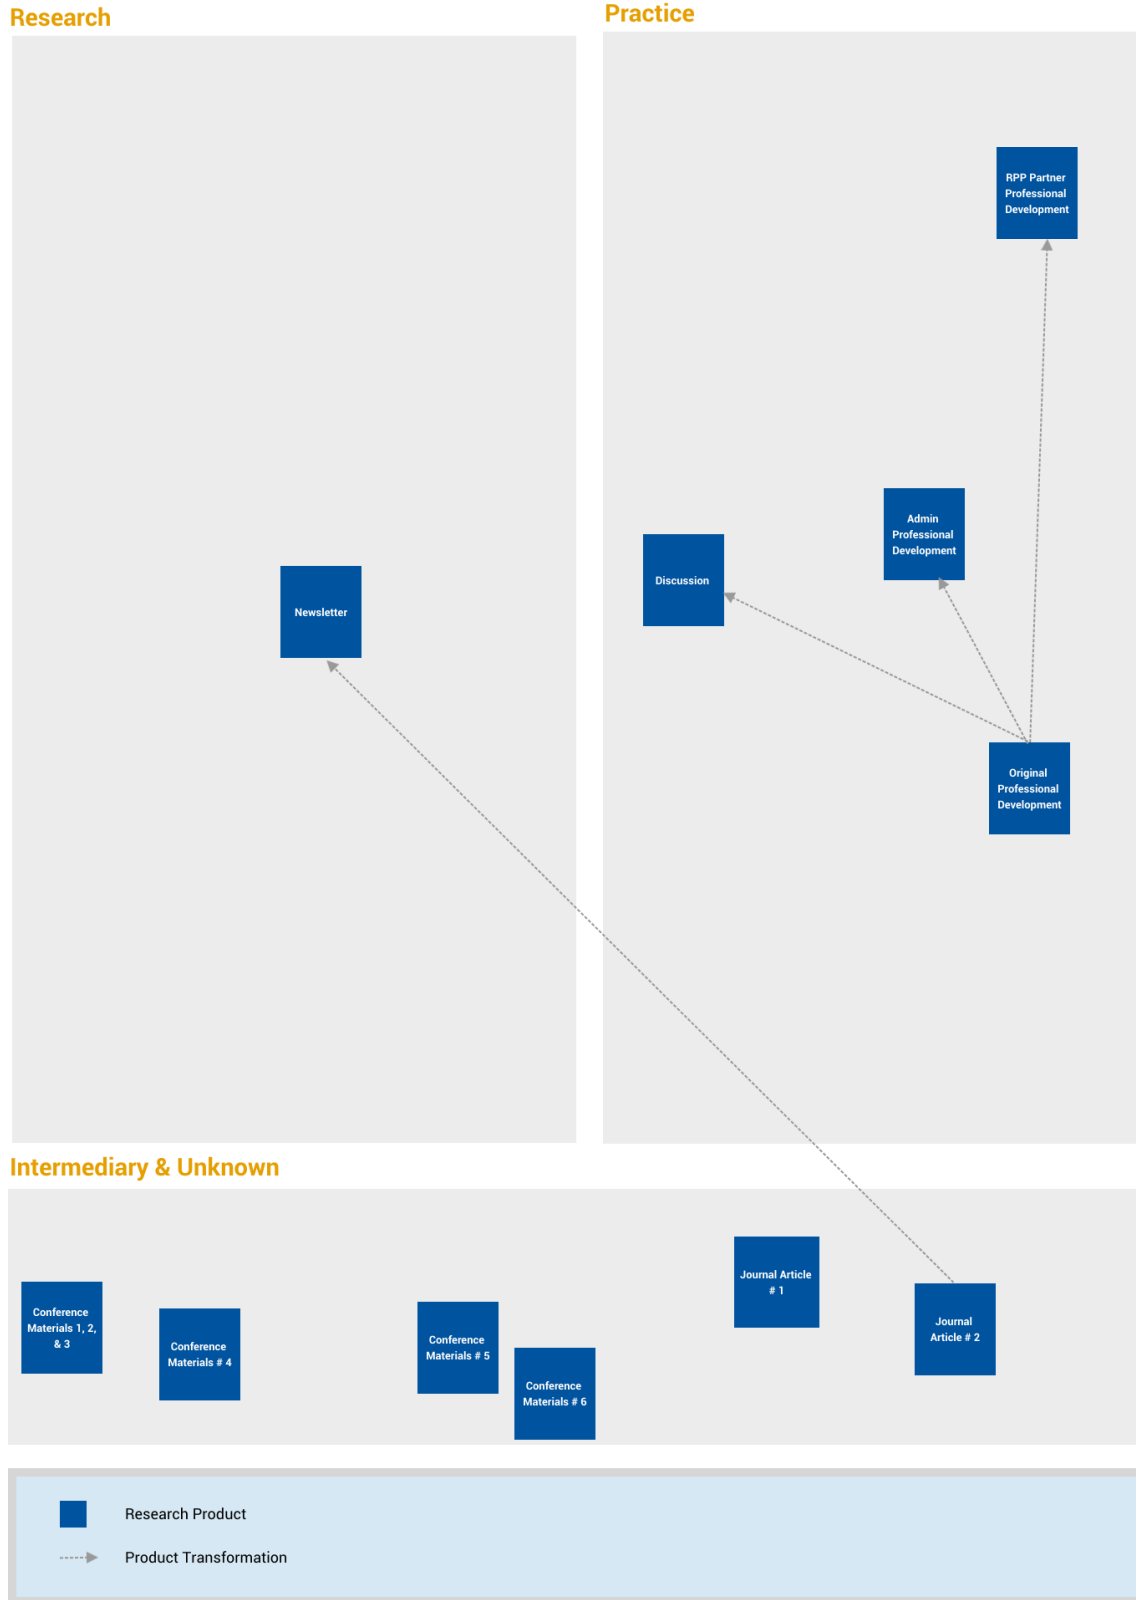 Research
Practice
RPP Partner
Professional
Development
Admin
Professional
Development
Discussion
Newsletter
Original
Professional
Development
Intermediary & Unknown
Journal Article
# 1
Conference
Materials 1, 2,
& 3
Journal
Article # 2
Conference
Materials # 4
Conference
Materials # 5
Conference
Materials # 6
Research Product
Product Transformation